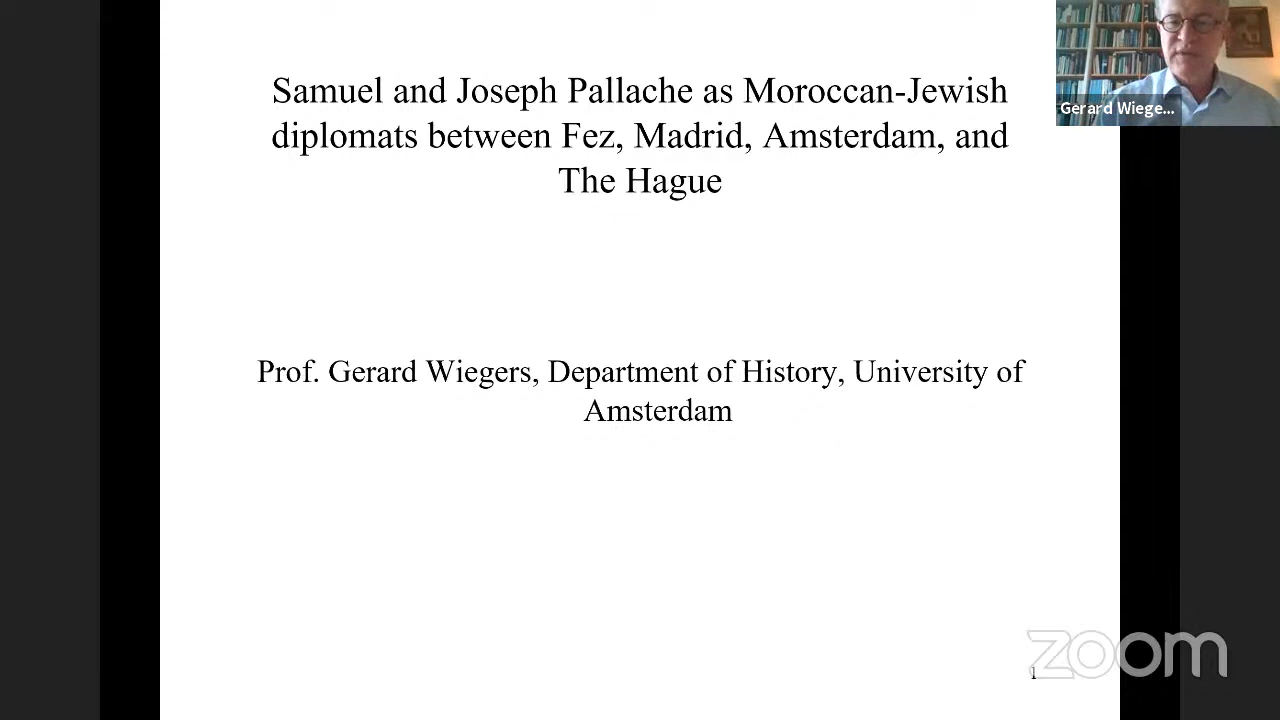 Samuel and Joseph Pallache as Moroccan-Jewish
diplomats between Fez, Madrid, Amsterdam, and
The Hague
Gerard Wiege...
Prof. Gerard Wiegers, Department of History, University of
Amsterdam
zoom
1